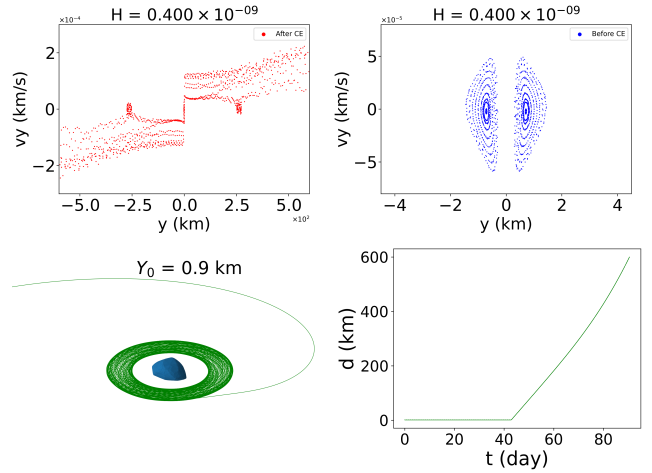 H = 0.400 × 10⁻⁰⁹
×10⁻⁴
After CE
2
0
−2
vy (km/s)
−5.0 −2.5 0.0 2.5 5.0
y (km)
×10²
H = 0.400 × 10⁻⁰⁹
×10⁻⁵
Before CE
5
0
−5
vy (km/s)
−4 −2 0 2 4
y (km)
Y₀ = 0.9 km
600
400
200
0
d (km)
0 20 40 60 80
t (day)